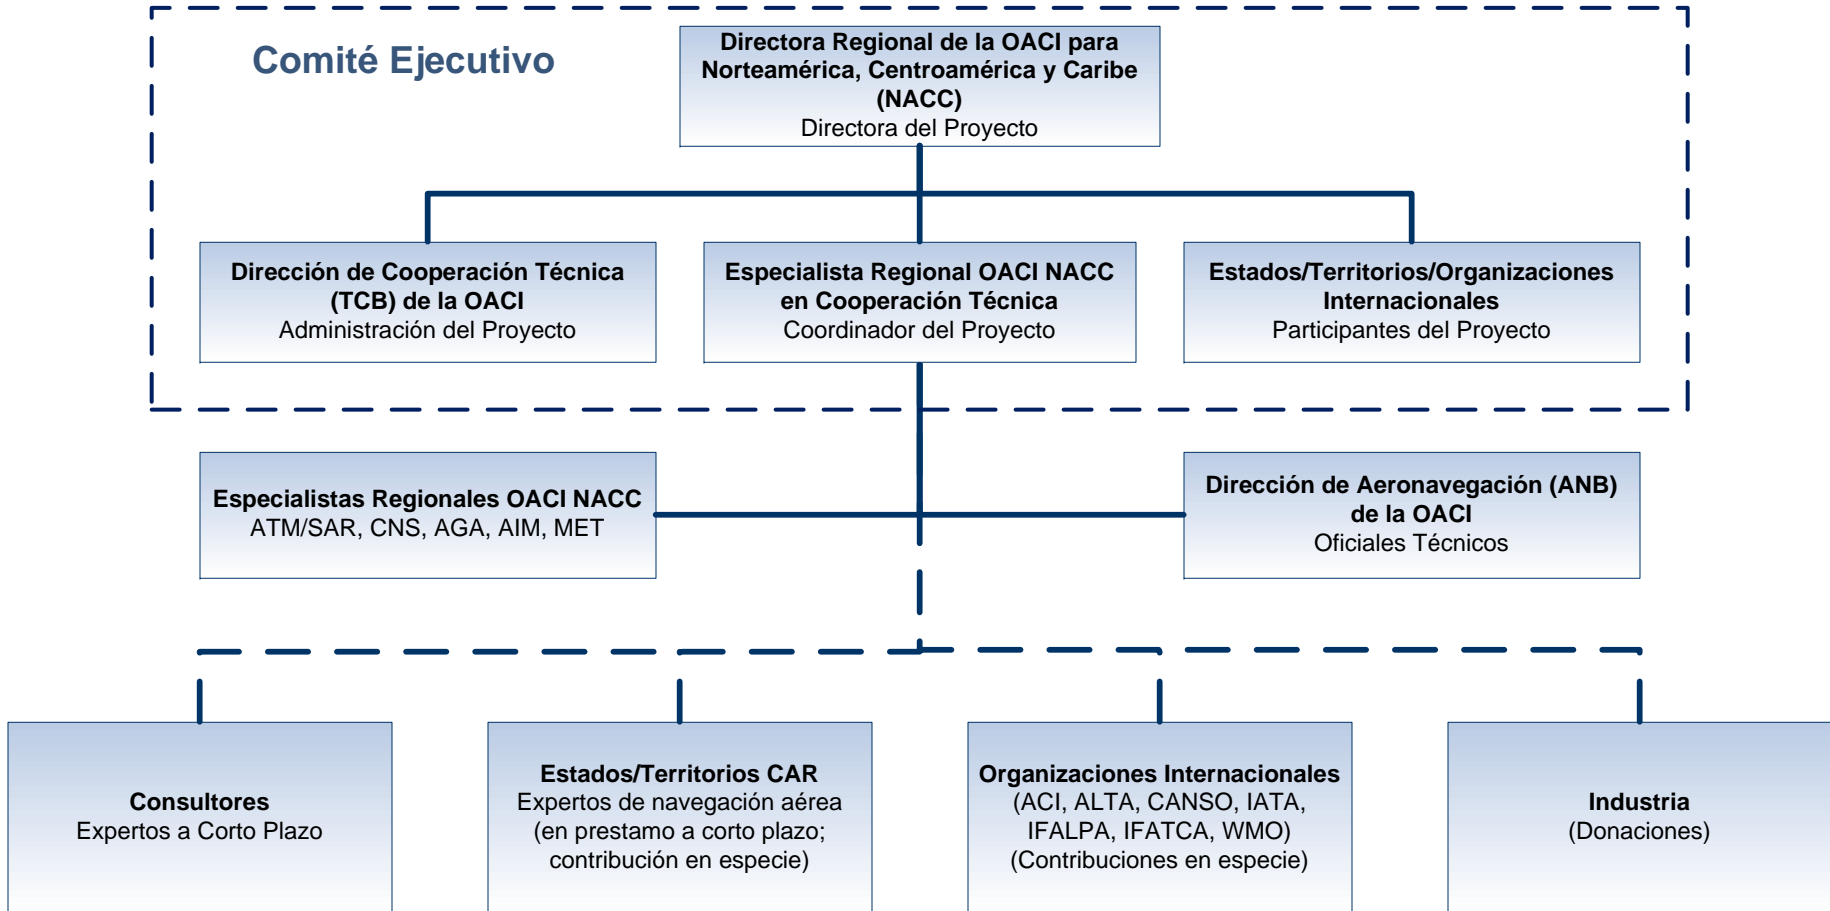 Comité Ejecutivo
Directora Regional de la OACI para
Norteamérica, Centroamérica y Caribe
(NACC)
Directora del Proyecto
Dirección de Cooperación Técnica
(TCB) de la OACI
Administración del Proyecto
Especialista Regional OACI NACC
en Cooperación Técnica
Coordinador del Proyecto
Estados/Territorios/Organizaciones
Internacionales
Participantes del Proyecto
Especialistas Regionales OACI NACC
ATM/SAR, CNS, AGA, AIM, MET
Dirección de Aeronavegación (ANB)
de la OACI
Oficiales Técnicos
Consultores
Expertos a Corto Plazo
Estados/Territorios CAR
Expertos de navegación aérea
(en prestamo a corto plazo;
contribución en especie)
Organizaciones Internacionales
(ACI, ALTA, CANSO, IATA,
IFALPA, IFATCA, WMO)
(Contribuciones en especie)
Industria
(Donaciones)